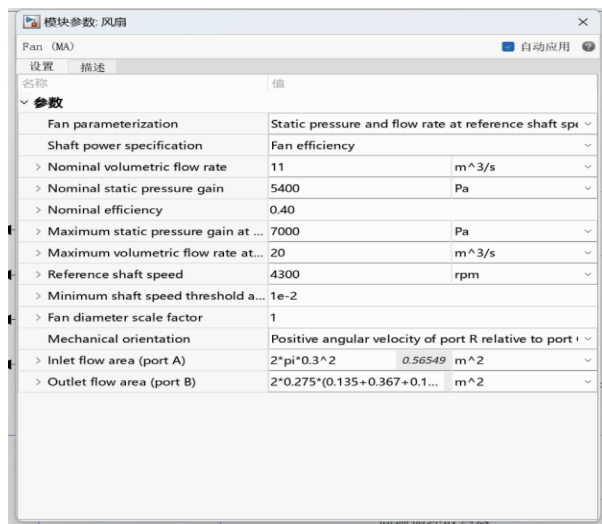 模块参数: 风扇
Fan (MA)
自动应用
设置 描述
名称 值
参数
Fan parameterization Static pressure and flow rate at reference shaft spe
Shaft power specification Fan efficiency
Nominal volumetric flow rate 11 m^3/s
Nominal static pressure gain 5400 Pa
Nominal efficiency 0.40
Maximum static pressure gain at ... 7000 Pa
Maximum volumetric flow rate at... 20 m^3/s
Reference shaft speed 4300 rpm
Minimum shaft speed threshold a... 1e-2
Fan diameter scale factor 1
Mechanical orientation Positive angular velocity of port R relative to port
Inlet flow area (port A) 2*pi*0.3^2 0.56549 m^2
Outlet flow area (port B) 2*0.275*(0.135+0.367+0.1... m^2